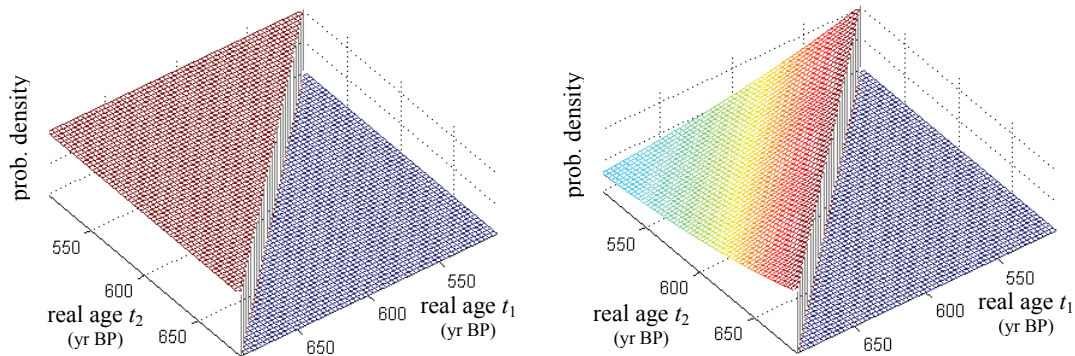 prob. density
550
600
650
real age t₂
(yr BP)
650
600
550
real age t₁
(yr BP)
prob. density
550
600
650
real age t₂
(yr BP)
650
600
550
real age t₁
(yr BP)